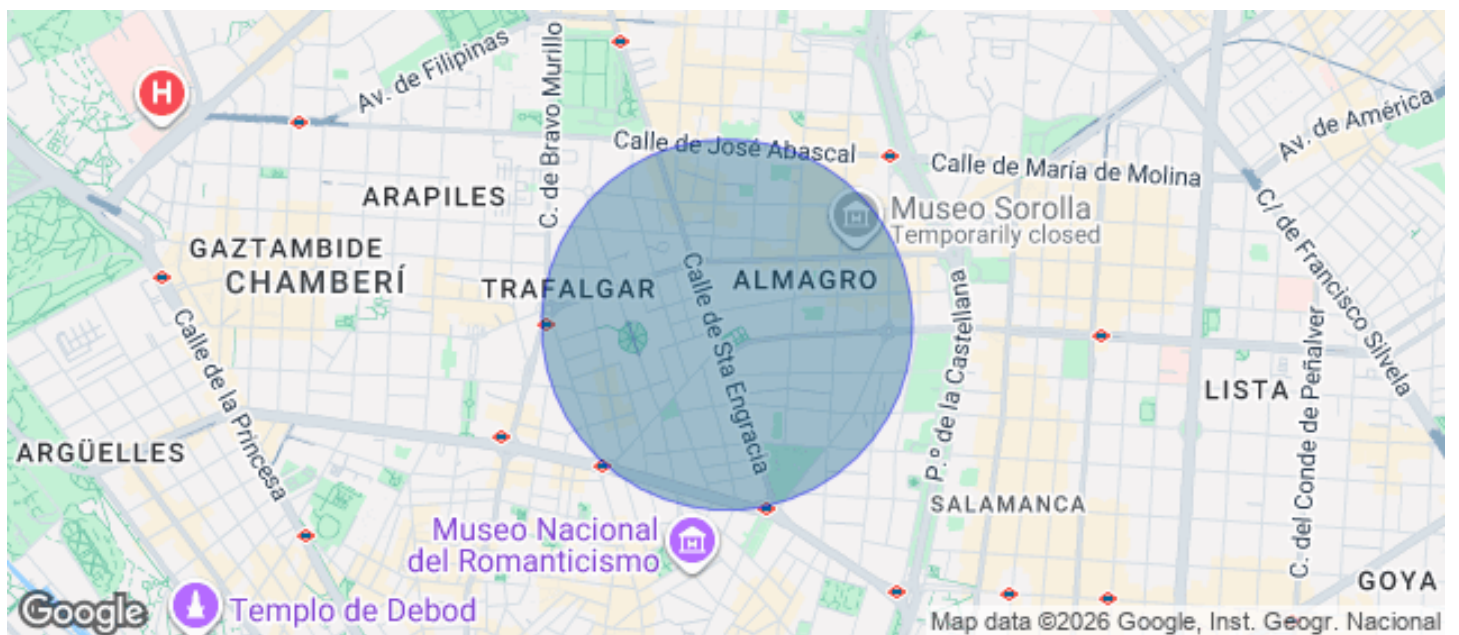 Av. de Filipinas
C. de Bravo Murillo
Calle de José Abascal
Av. de América
Calle de María de Molina
H
ARAPILES
Museo Sorolla
Temporarily closed
C/ de Francisco Silvela
GAZTAMBIDE
CHAMBERÍ
TRAFALGAR
ALMAGRO
Calle de Sta Engracia
P.º de la Castellana
Calle de la Princesa
LISTA
C. del Conde de Peñalver
ARGÜELLES
SALAMANCA
Museo Nacional
del Romanticismo
GOYA
Templo de Debod
Google
Map data ©2026 Google, Inst. Geogr. Nacional